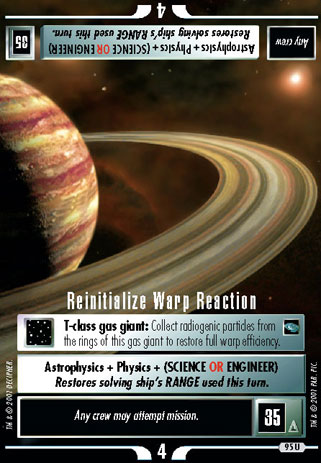 4
Any crew
Astrophysics + Physics + (SCIENCE OR ENGINEER)
Restores solving ship's RANGE used this turn.
35
Reinitialize Warp Reaction
T-class gas giant: Collect radiogenic particles from
the rings of this gas giant to restore full warp efficiency.
Astrophysics + Physics + (SCIENCE OR ENGINEER)
Restores solving ship's RANGE used this turn.
Any crew may attempt mission.
35
4
95 U
TM & © 2001 DECIPHER.
TM & © 2001 PAR. PIC.